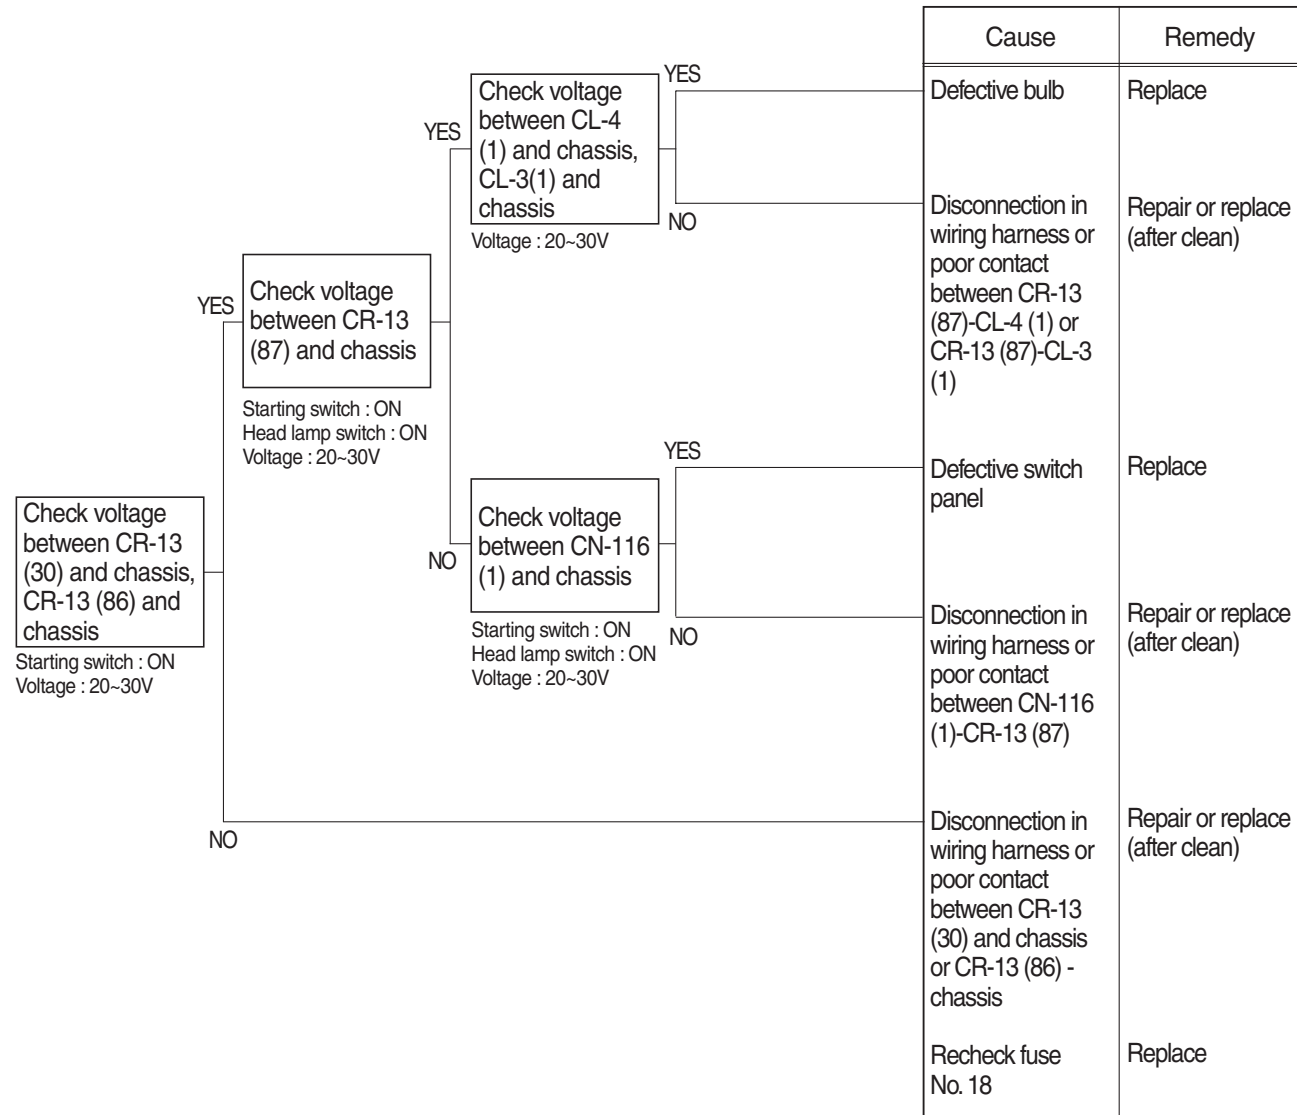 Cause
Remedy
YES
Check voltage
between CL-4
(1) and chassis,
CL-3(1) and
chassis
Voltage : 20~30V
YES
NO
Defective bulb
Replace
Disconnection in
wiring harness or
poor contact
between CR-13
(87)-CL-4 (1) or
CR-13 (87)-CL-3
(1)
Repair or replace
(after clean)
YES
Check voltage
between CR-13
(87) and chassis
Starting switch : ON
Head lamp switch : ON
Voltage : 20~30V
NO
Check voltage
between CN-116
(1) and chassis
Starting switch : ON
Head lamp switch : ON
Voltage : 20~30V
YES
NO
Defective switch
panel
Replace
Disconnection in
wiring harness or
poor contact
between CN-116
(1)-CR-13 (87)
Repair or replace
(after clean)
Check voltage
between CR-13
(30) and chassis,
CR-13 (86) and
chassis
Starting switch : ON
Voltage : 20~30V
NO
Disconnection in
wiring harness or
poor contact
between CR-13
(30) and chassis
or CR-13 (86) -
chassis
Repair or replace
(after clean)
Recheck fuse
No. 18
Replace